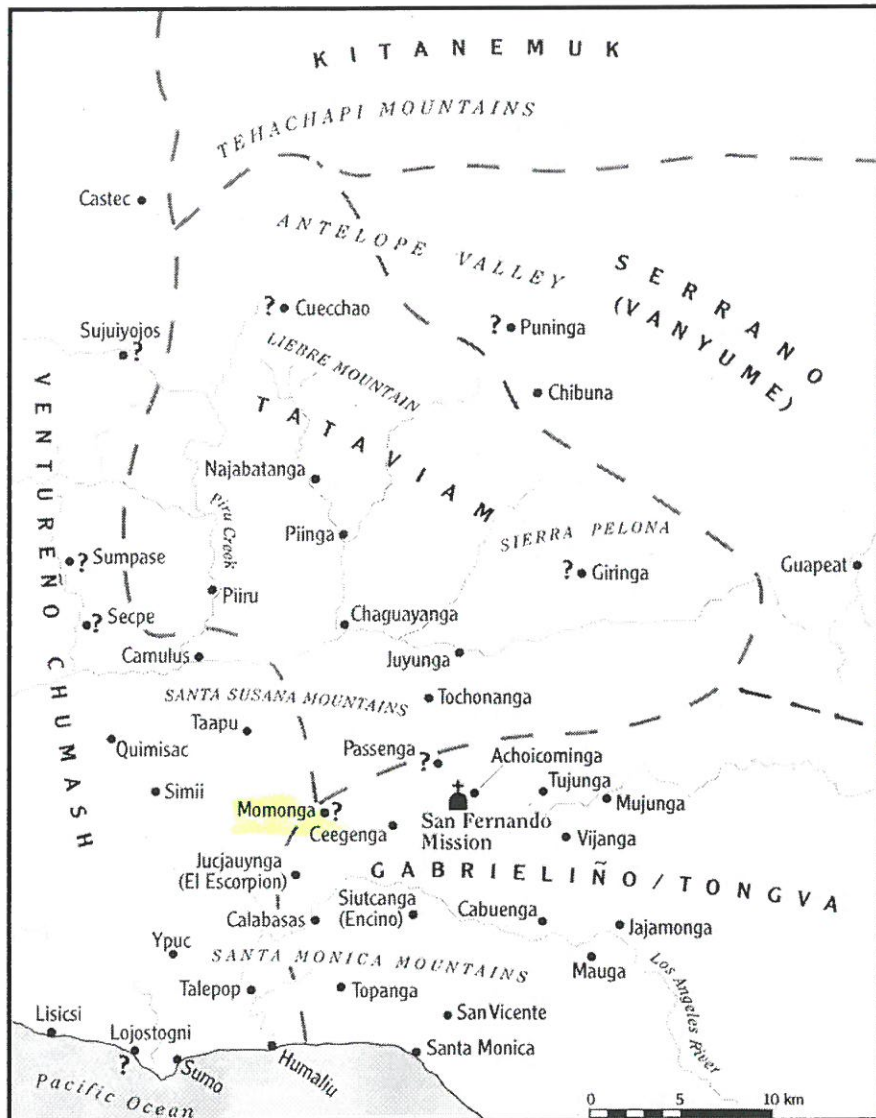 KITANEMUK
TEHACHAPI MOUNTAINS
Castec
ANTELOPE VALLEY
SERRANO
(VANYUME)
? Cuecchao
? Puninga
Sujuiyojos
?
LIEBRE MOUNTAIN
Chibuna
VENTUREÑO CHUMASH
TATAVIAM
Najabatanga
Piru Creek
Piinga
SIERRA PELONA
? Sumpase
? Giringa
Guapeat
Piiru
? Secpe
Chaguayanga
Camulus
Juyunga
SANTA SUSANA MOUNTAINS
Tochonanga
Taapu
Quimisac
Passenga
?
Achoicominga
Simii
Tujunga
Mujunga
Momonga ?
San Fernando
Mission
Ceegenga
Vijanga
GABRIELIÑO/TONGVA
Jucjauynga
(El Escorpion)
Siutcanga
(Encino)
Calabasas
Cabuenga
Jajamonga
Ypuc
SANTA MONICA MOUNTAINS
Mauga
Los Angeles River
Talepop
Topanga
San Vicente
Lisicsi
Lojostogni
?
Sumo
Humaliu
Santa Monica
Pacific Ocean
0 5 10 km